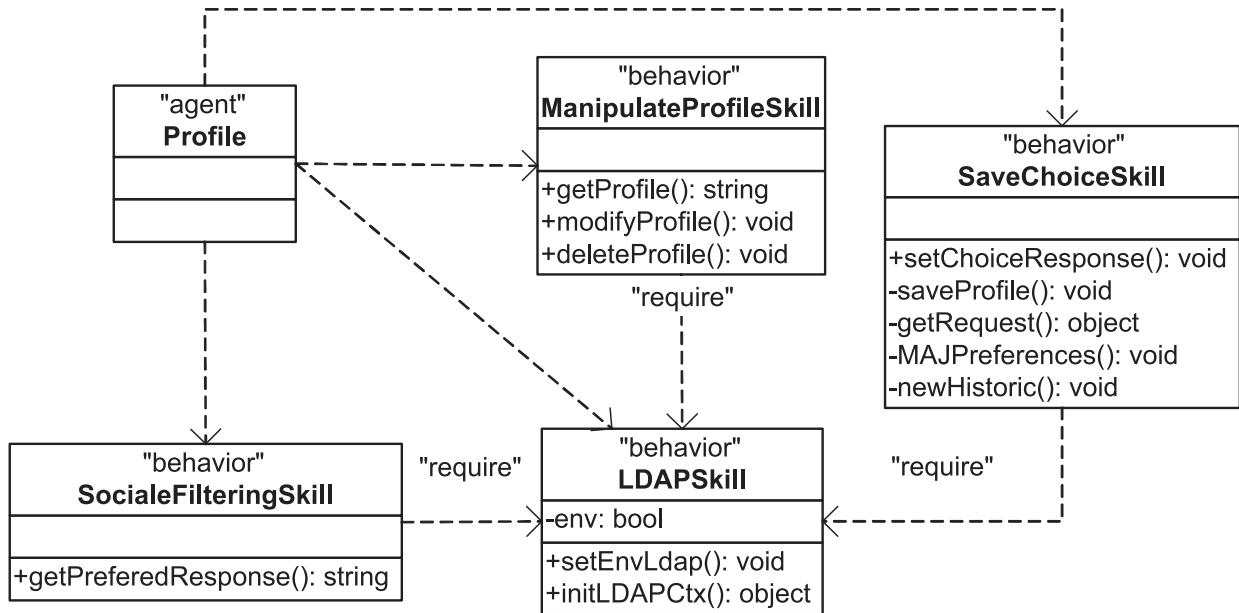 "agent"
Profile
"behavior"
ManipulateProfileSkill
+getProfile(): string
+modifyProfile(): void
+deleteProfile(): void
"behavior"
SaveChoiceSkill
+setChoiceResponse(): void
-saveProfile(): void
-getRequest(): object
-MAJPreferences(): void
-newHistoric(): void
"require"
"behavior"
SocialeFilteringSkill
+getPreferedResponse(): string
"require"
"behavior"
LDAPSkill
-env: bool
+setEnvLdap(): void
+initLDAPCtx(): object
"require"